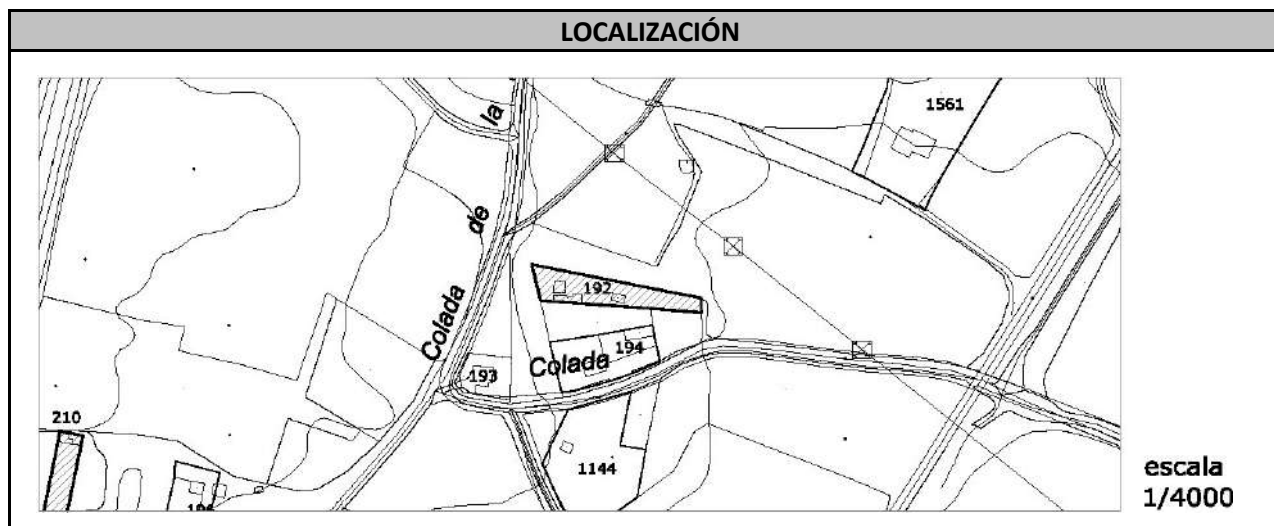 LOCALIZACIÓN
1561
la
de
192
Colada
194
Colada
193
210
1144
escala
1/4000